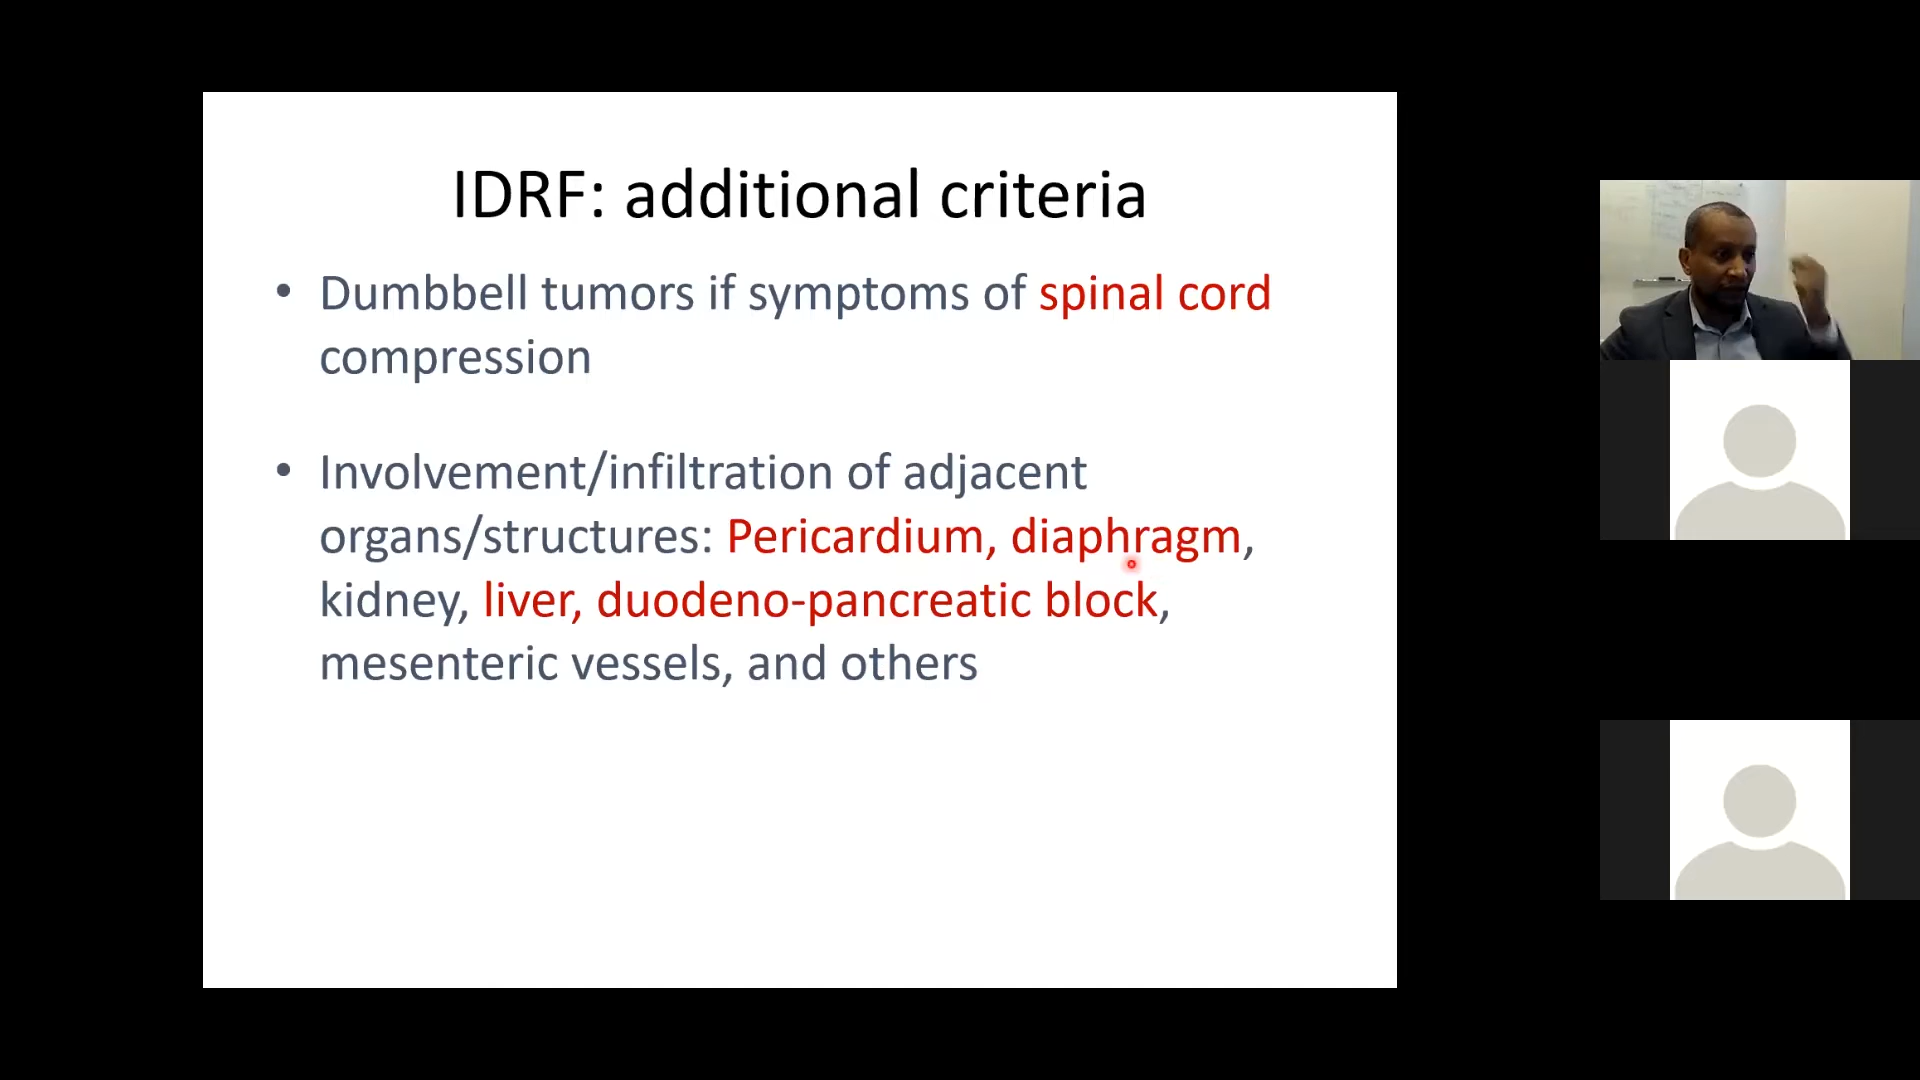 IDRF: additional criteria
• Dumbbell tumors if symptoms of spinal cord
compression
• Involvement/infiltration of adjacent
organs/structures: Pericardium, diaphragm,
kidney, liver, duodeno-pancreatic block,
mesenteric vessels, and others